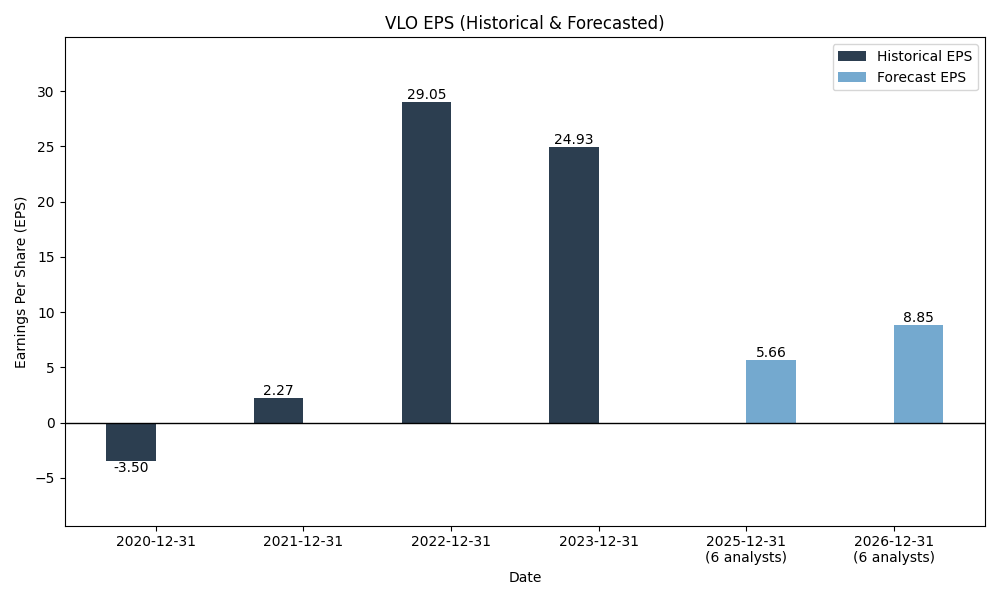 VLO EPS (Historical & Forecasted)
Historical EPS
Forecast EPS
Earnings Per Share (EPS)
30
25
20
15
10
5
0
−5
-3.50
2.27
29.05
24.93
5.66
8.85
2020-12-31
2021-12-31
2022-12-31
2023-12-31
2025-12-31
(6 analysts)
2026-12-31
(6 analysts)
Date